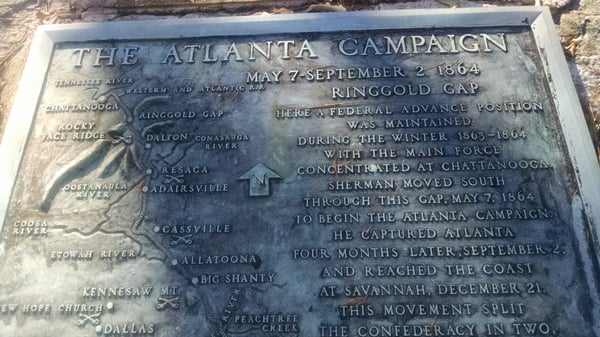 THE ATLANTA CAMPAIGN
MAY 7-SEPTEMBER 2, 1864
RINGGOLD GAP
HERE A FEDERAL ADVANCE POSITION
WAS MAINTAINED
DURING THE WINTER 1863-1864
WITH THE MAIN FORCE
CONCENTRATED AT CHATTANOOGA.
SHERMAN MOVED SOUTH
THROUGH THIS GAP, MAY 7, 1864
TO BEGIN THE ATLANTA CAMPAIGN.
HE CAPTURED ATLANTA
FOUR MONTHS LATER, SEPTEMBER 2,
AND REACHED THE COAST
AT SAVANNAH, DECEMBER 21.
THIS MOVEMENT SPLIT
THE CONFEDERACY IN TWO.
TENNESSEE RIVER
WESTERN AND ATLANTIC R.R.
CHATTANOOGA
RINGGOLD GAP
ROCKY
FACE RIDGE
DALTON
CONASAUGA
RIVER
RESACA
OOSTANAULA
RIVER
ADAIRSVILLE
N
COOSA
RIVER
CASSVILLE
ETOWAH RIVER
ALLATOONA
BIG SHANTY
KENNESAW MT.
RIVER
NEW HOPE CHURCH
PEACHTREE
CREEK
DALLAS